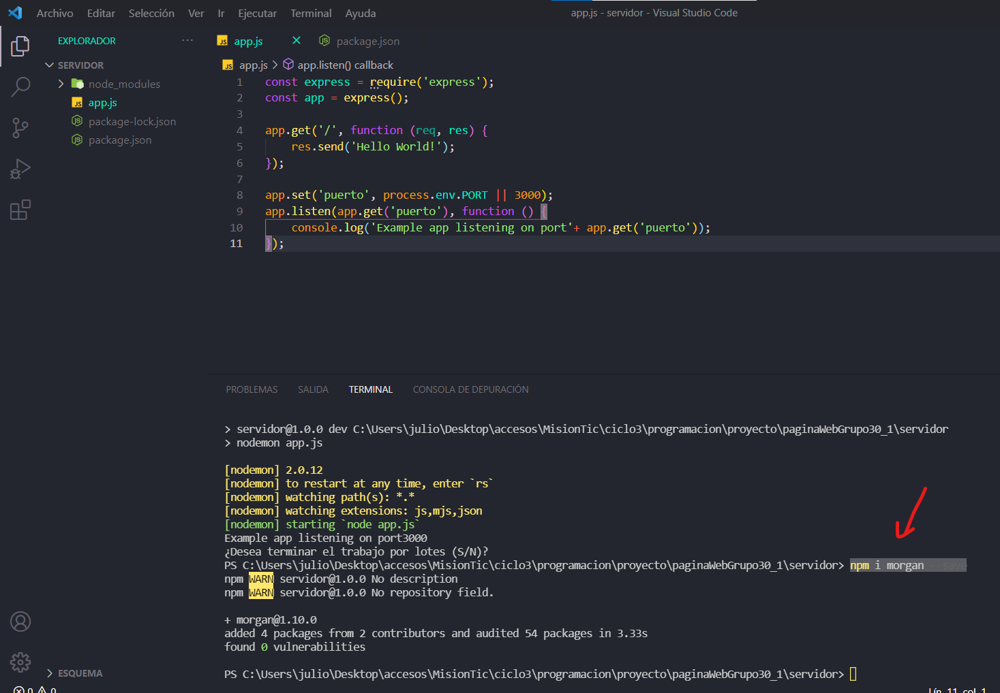 Archivo Editar Selección Ver Ir Ejecutar Terminal Ayuda
app.js - servidor - Visual Studio Code
EXPLORADOR ···
SERVIDOR
node_modules
JS app.js
package-lock.json
package.json
JS app.js
package.json
JS app.js > app.listen() callback
1 const express = require('express');
2 const app = express();
3
4 app.get('/', function (req, res) {
5 res.send('Hello World!');
6 });
7
8 app.set('puerto', process.env.PORT || 3000);
9 app.listen(app.get('puerto'), function () {
10 console.log('Example app listening on port'+ app.get('puerto'));
11 });
PROBLEMAS SALIDA TERMINAL CONSOLA DE DEPURACIÓN
> servidor@1.0.0 dev C:\Users\julio\Desktop\accesos\MisionTic\ciclo3\programacion\proyecto\paginaWebGrupo30_1\servidor
> nodemon app.js
[nodemon] 2.0.12
[nodemon] to restart at any time, enter `rs`
[nodemon] watching path(s): *.*
[nodemon] watching extensions: js,mjs,json
[nodemon] starting `node app.js`
Example app listening on port3000
¿Desea terminar el trabajo por lotes (S/N)?
PS C:\Users\julio\Desktop\accesos\MisionTic\ciclo3\programacion\proyecto\paginaWebGrupo30_1\servidor> npm i morgan --save
npm WARN servidor@1.0.0 No description
npm WARN servidor@1.0.0 No repository field.
+ morgan@1.10.0
added 4 packages from 2 contributors and audited 54 packages in 3.33s
found 0 vulnerabilities
PS C:\Users\julio\Desktop\accesos\MisionTic\ciclo3\programacion\proyecto\paginaWebGrupo30_1\servidor>
ESQUEMA
0 0
Lín. 11, col. 1